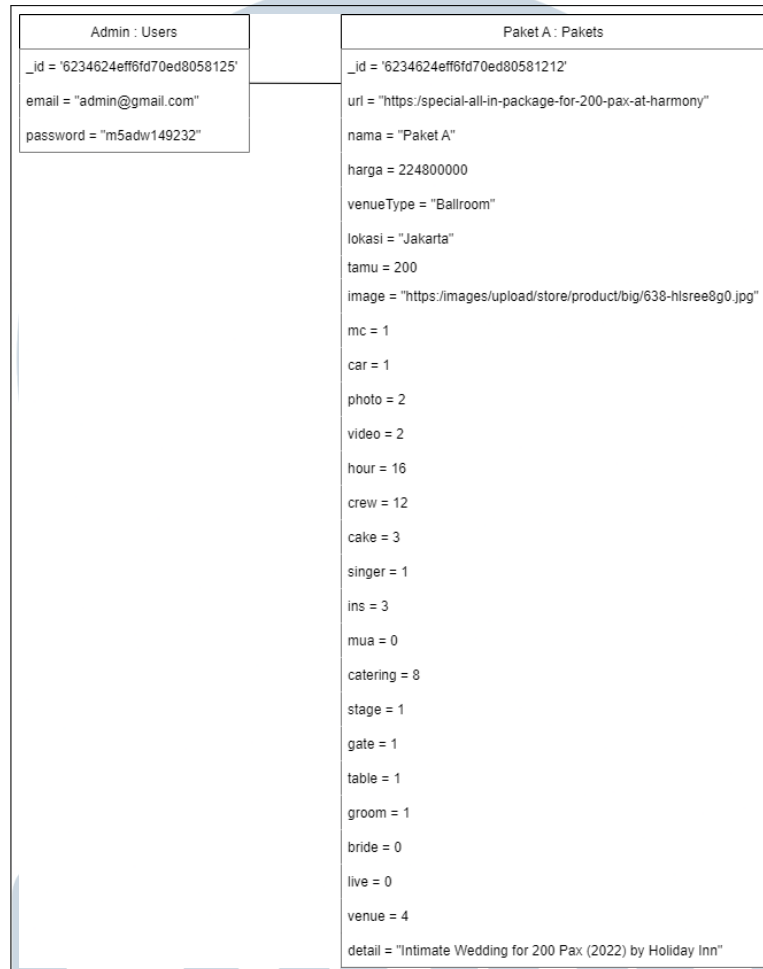 Admin : Users
_id = '6234624eff6fd70ed8058125'
email = "admin@gmail.com"
password = "m5adw149232"
Paket A : Pakets
_id = '6234624eff6fd70ed80581212'
url = "https:/special-all-in-package-for-200-pax-at-harmony"
nama = "Paket A"
harga = 224800000
venueType = "Ballroom"
lokasi = "Jakarta"
tamu = 200
image = "https:/images/upload/store/product/big/638-hlsree8g0.jpg"
mc = 1
car = 1
photo = 2
video = 2
hour = 16
crew = 12
cake = 3
singer = 1
ins = 3
mua = 0
catering = 8
stage = 1
gate = 1
table = 1
groom = 1
bride = 0
live = 0
venue = 4
detail = "Intimate Wedding for 200 Pax (2022) by Holiday Inn"